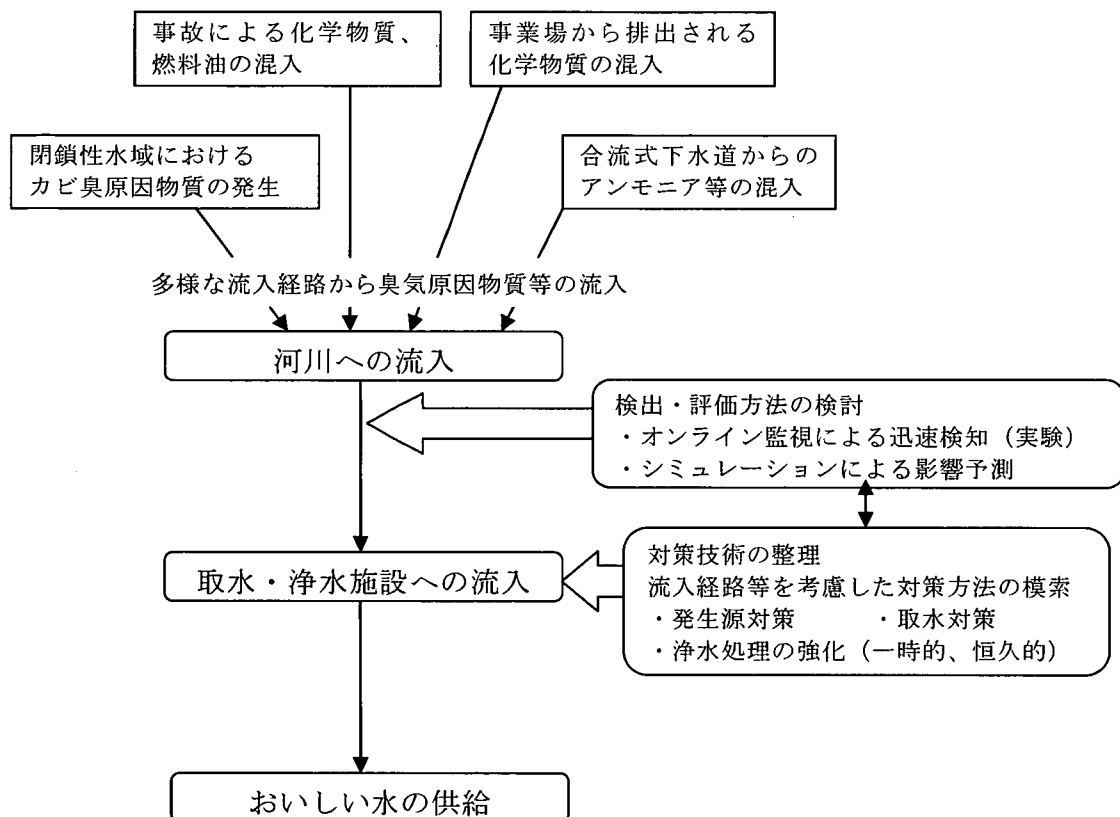 事故による化学物質、
燃料油の混入
事業場から排出される
化学物質の混入
閉鎖性水域における
カビ臭原因物質の発生
合流式下水道からの
アンモニア等の混入
多様な流入経路から臭気原因物質等の流入
河川への流入
検出・評価方法の検討
・オンライン監視による迅速検知（実験）
・シミュレーションによる影響予測
対策技術の整理
流入経路等を考慮した対策方法の模索
・発生源対策　・取水対策
・浄水処理の強化（一時的、恒久的）
取水・浄水施設への流入
おいしい水の供給